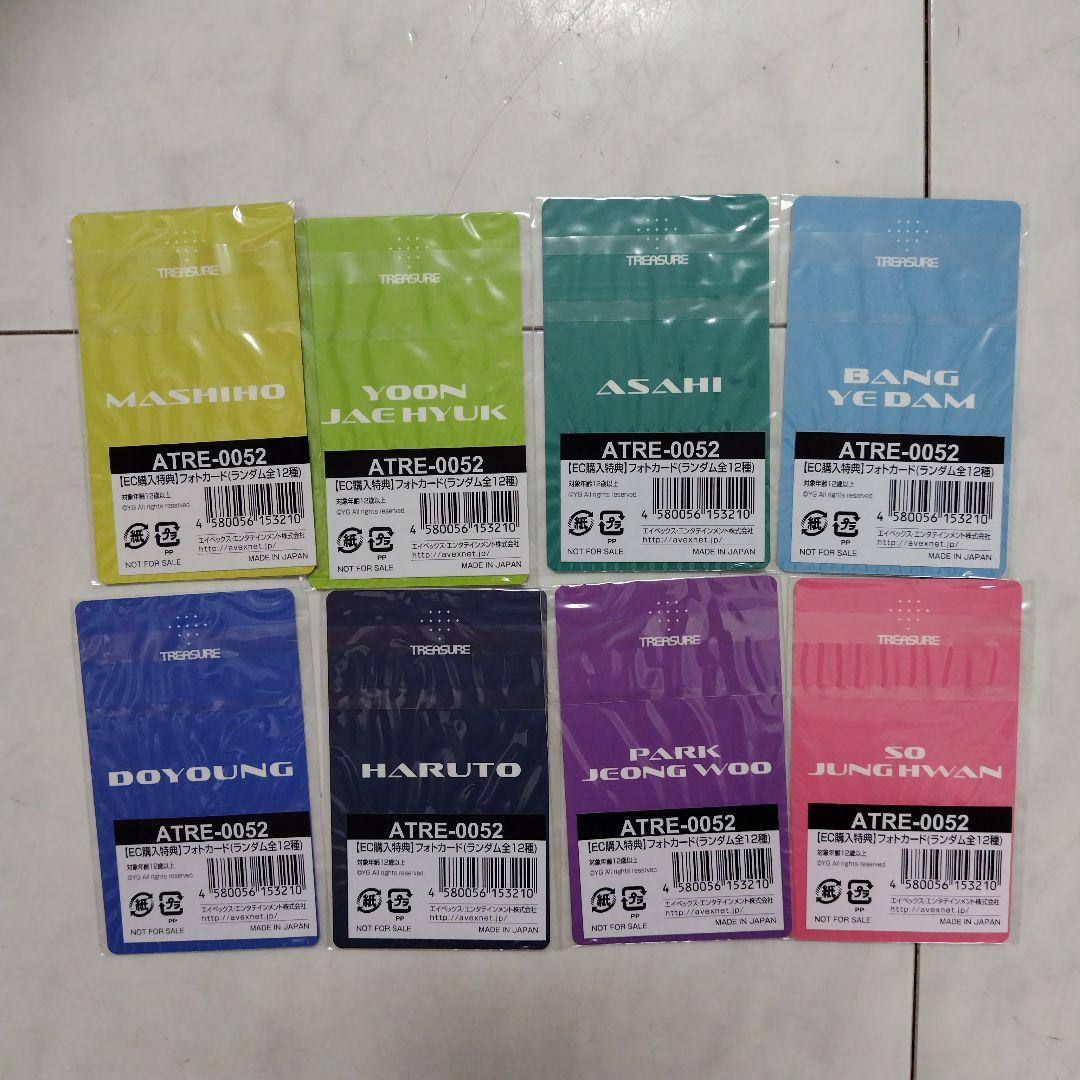 TREASURE
MASHIHO
ATRE-0052
【EC購入特典】フォトカード(ランダム全12種)
対象年齢12歳以上
©YG All rights reserved.
4 580056 153210
紙 プラ
PP
エイベックス・エンタテインメント株式会社
http://avexnet.jp/
NOT FOR SALE MADE IN JAPAN
TREASURE
YOON
JAE HYUK
ATRE-0052
【EC購入特典】フォトカード(ランダム全12種)
対象年齢12歳以上
©YG All rights reserved.
4 580056 153210
紙 プラ
PP
エイベックス・エンタテインメント株式会社
http://avexnet.jp/
NOT FOR SALE MADE IN JAPAN
TREASURE
ASAHI
ATRE-0052
【EC購入特典】フォトカード(ランダム全12種)
対象年齢12歳以上
©YG All rights reserved.
4 580056 153210
紙 プラ
PP
エイベックス・エンタテインメント株式会社
http://avexnet.jp/
NOT FOR SALE MADE IN JAPAN
TREASURE
BANG
YE DAM
ATRE-0052
【EC購入特典】フォトカード(ランダム全12種)
対象年齢12歳以上
©YG All rights reserved.
4 580056 153210
紙 プラ
PP
エイベックス・エンタテインメント株式会社
http://avexnet.jp/
NOT FOR SALE MADE IN JAPAN
TREASURE
DOYOUNG
ATRE-0052
【EC購入特典】フォトカード(ランダム全12種)
対象年齢12歳以上
©YG All rights reserved.
4 580056 153210
紙 プラ
PP
エイベックス・エンタテインメント株式会社
http://avexnet.jp/
NOT FOR SALE MADE IN JAPAN
TREASURE
HARUTO
ATRE-0052
【EC購入特典】フォトカード(ランダム全12種)
対象年齢12歳以上
©YG All rights reserved.
4 580056 153210
紙 プラ
PP
エイベックス・エンタテインメント株式会社
http://avexnet.jp/
NOT FOR SALE MADE IN JAPAN
TREASURE
PARK
JEONG WOO
ATRE-0052
【EC購入特典】フォトカード(ランダム全12種)
対象年齢12歳以上
©YG All rights reserved.
4 580056 153210
紙 プラ
PP
エイベックス・エンタテインメント株式会社
http://avexnet.jp/
NOT FOR SALE MADE IN JAPAN
TREASURE
SO
JUNG HWAN
ATRE-0052
【EC購入特典】フォトカード(ランダム全12種)
対象年齢12歳以上
©YG All rights reserved.
4 580056 153210
紙 プラ
PP
エイベックス・エンタテインメント株式会社
http://avexnet.jp/
NOT FOR SALE MADE IN JAPAN